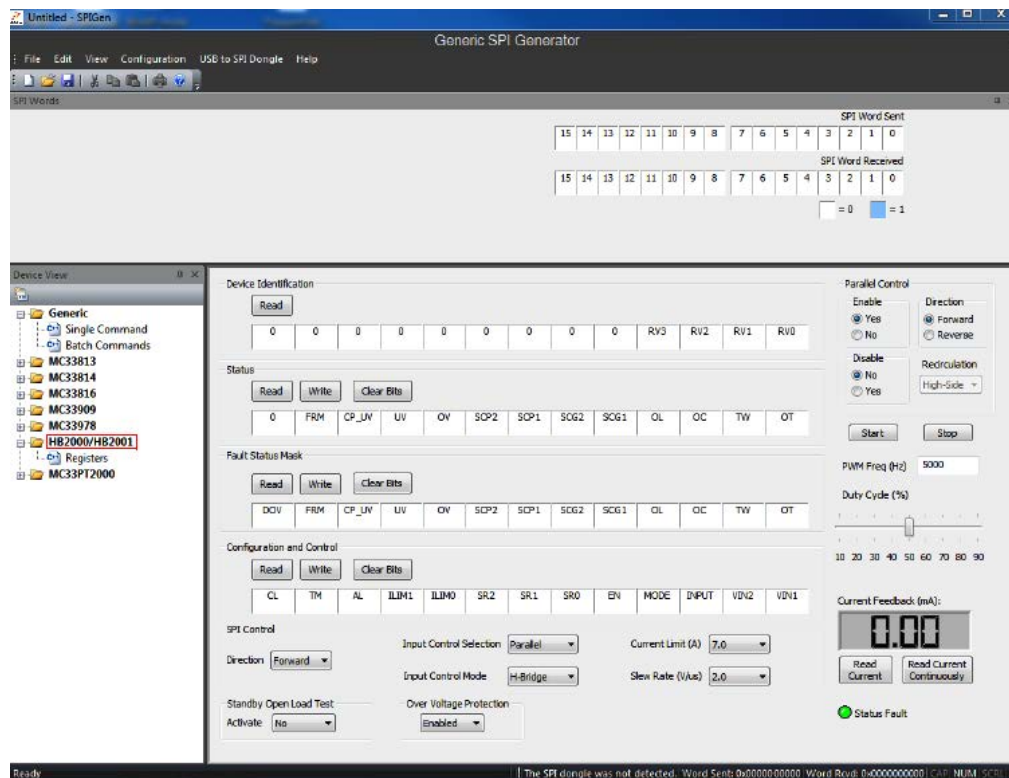 Untitled - SPIGen
Generic SPI Generator
File Edit View Configuration USB to SPI Dongle Help
SPI Words
SPI Word Sent
15 14 13 12 11 10 9 8 7 6 5 4 3 2 1 0
SPI Word Received
15 14 13 12 11 10 9 8 7 6 5 4 3 2 1 0
= 0 = 1
Device View
Generic
Single Command
Batch Commands
MC33813
MC33814
MC33816
MC33909
MC33978
HB2000/HB2001
Registers
MC33PT2000
Device Identification
Read
0 0 0 0 0 0 0 0 0 RV3 RV2 RV1 RV0
Status
Read Write Clear Bits
0 FRM CP_UV UV OV SCP2 SCP1 SCG2 SCG1 OL OC TW OT
Fault Status Mask
Read Write Clear Bits
DOV FRM CP_UV UV OV SCP2 SCP1 SCG2 SCG1 OL OC TW OT
Configuration and Control
Read Write Clear Bits
CL TM AL ILIM1 ILIM0 SR2 SR1 SR0 EN MODE INPUT VIN2 VIN1
SPI Control
Direction Forward
Input Control Selection Parallel
Current Limit (A) 7.0
Input Control Mode H-Bridge
Slew Rate (V/us) 2.0
Standby Open Load Test
Activate No
Over Voltage Protection
Enabled
Parallel Control
Enable
Yes
No
Direction
Forward
Reverse
Disable
No
Yes
Recirculation
High-Side
Start Stop
PWM Freq (Hz) 5000
Duty Cycle (%)
10 20 30 40 50 60 70 80 90
Current Feedback (mA):
0.00
Read Current
Read Current Continuously
Status Fault
Ready
The SPI dongle was not detected. Word Sent: 0x0000000000 Word Rcvd: 0x0000000000 CAP NUM SCRL